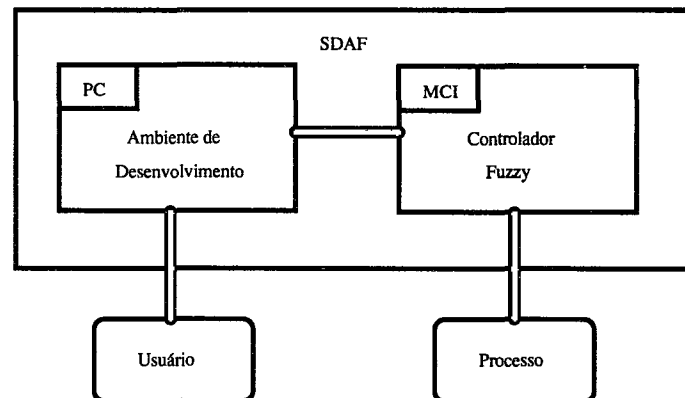 SDAF
PC
Ambiente de
Desenvolvimento
MCI
Controlador
Fuzzy
Usuário
Processo